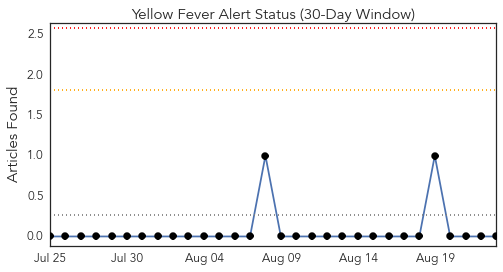 Yellow Fever Alert Status (30-Day Window)
Articles Found
2.5
2.0
1.5
1.0
0.5
0.0
Jul 25 Jul 30 Aug 04 Aug 09 Aug 14 Aug 19